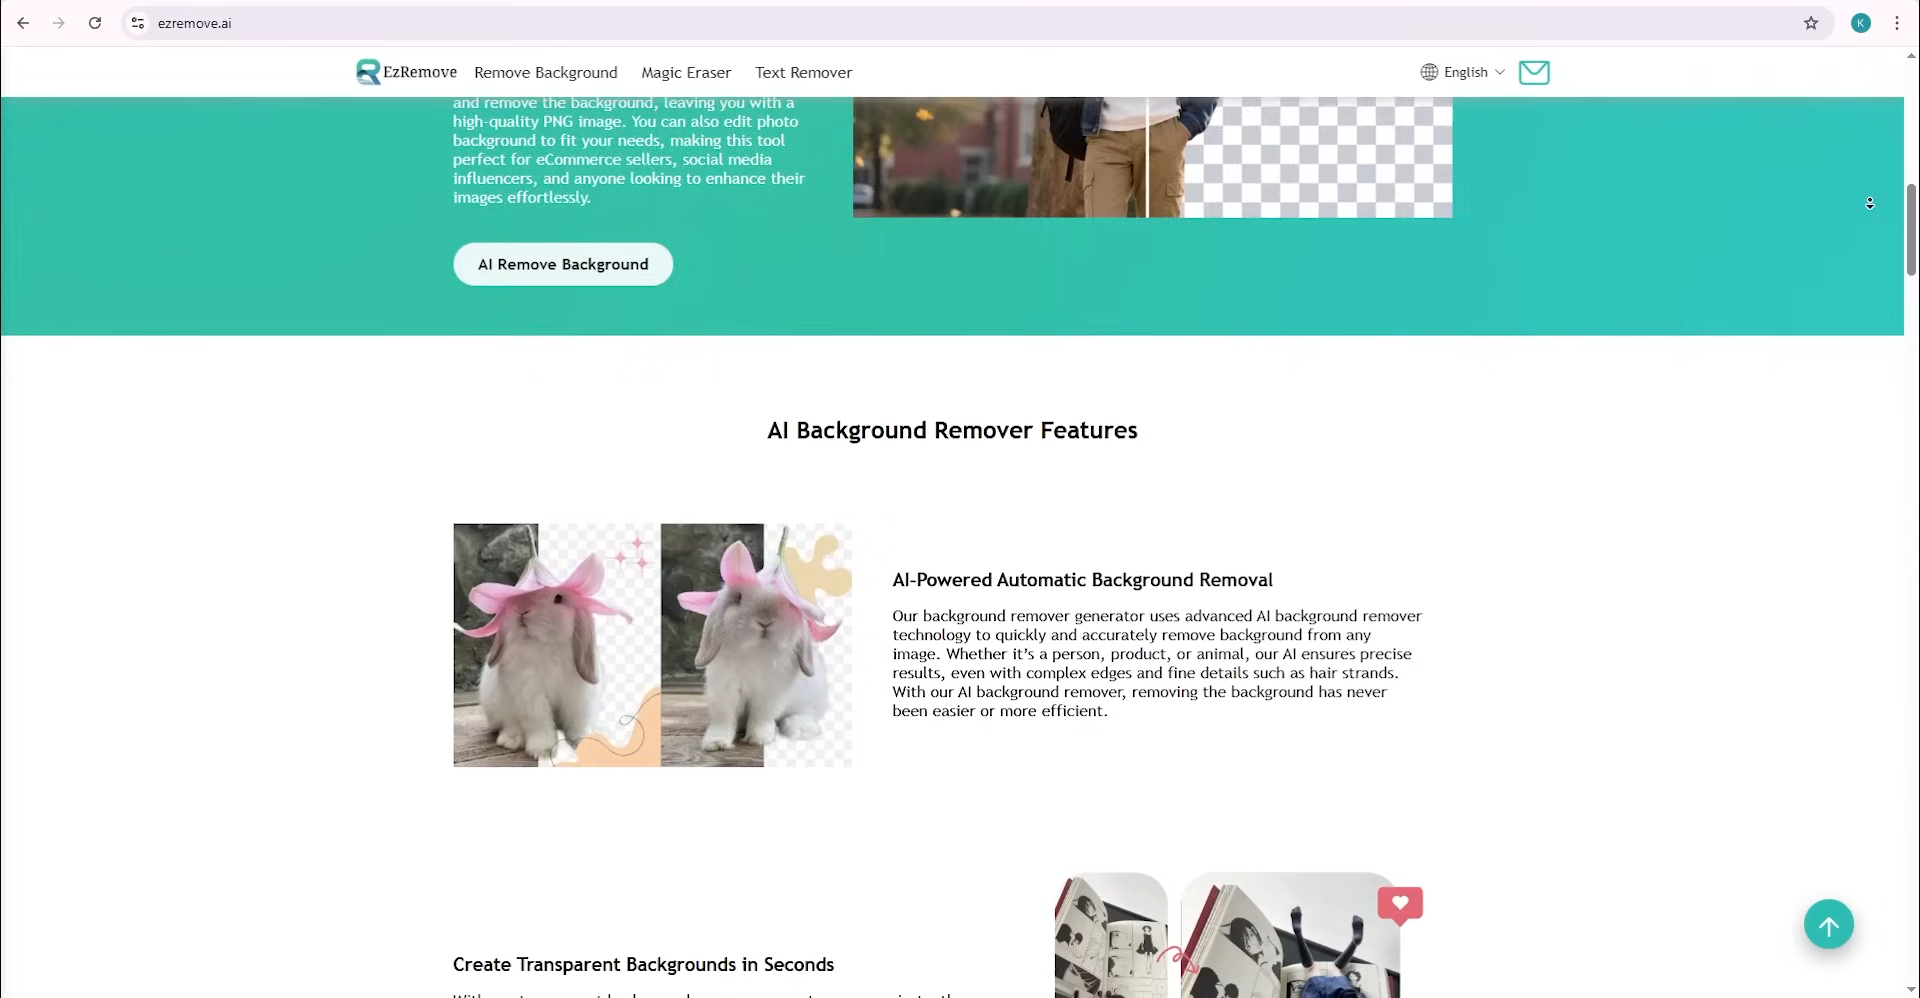 ezremove.ai
K
EzRemove Remove Background Magic Eraser Text Remover English
and remove the background, leaving you with a
high-quality PNG image. You can also edit photo
background to fit your needs, making this tool
perfect for eCommerce sellers, social media
influencers, and anyone looking to enhance their
images effortlessly.
AI Remove Background
AI Background Remover Features
AI-Powered Automatic Background Removal
Our background remover generator uses advanced AI background remover
technology to quickly and accurately remove background from any
image. Whether it’s a person, product, or animal, our AI ensures precise
results, even with complex edges and fine details such as hair strands.
With our AI background remover, removing the background has never
been easier or more efficient.
Create Transparent Backgrounds in Seconds